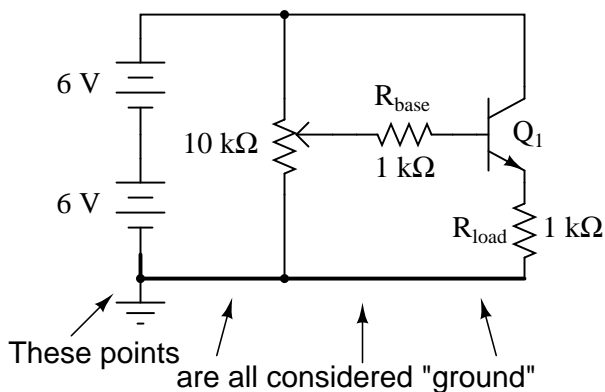 6 V
6 V
10 kΩ
R_base
1 kΩ
Q_1
R_load 1 kΩ
These points
are all considered "ground"